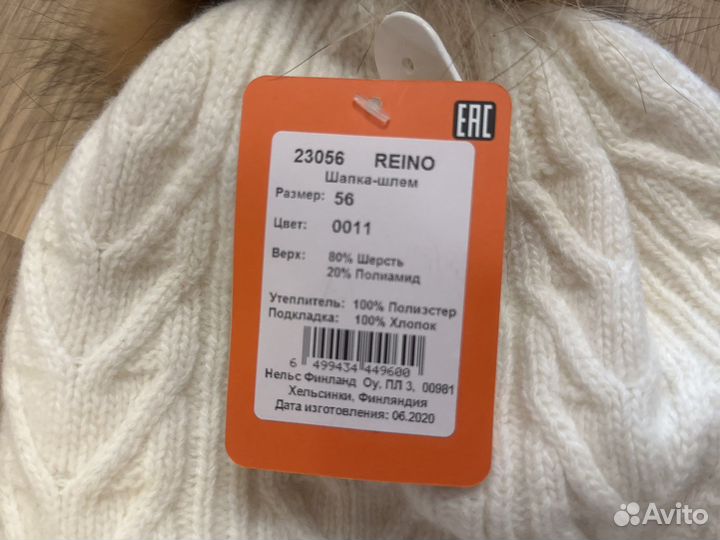 EAC
23056 REINO
Шапка-шлем
Размер: 56
Цвет: 0011
Верх: 80% Шерсть
20% Полиамид
Утеплитель: 100% Полиэстер
Подкладка: 100% Хлопок
6 499434 449600
Нельс Финланд Оу. ПЛ 3, 00981
Хельсинки, Финляндия
Дата изготовления: 06.2020
Avito